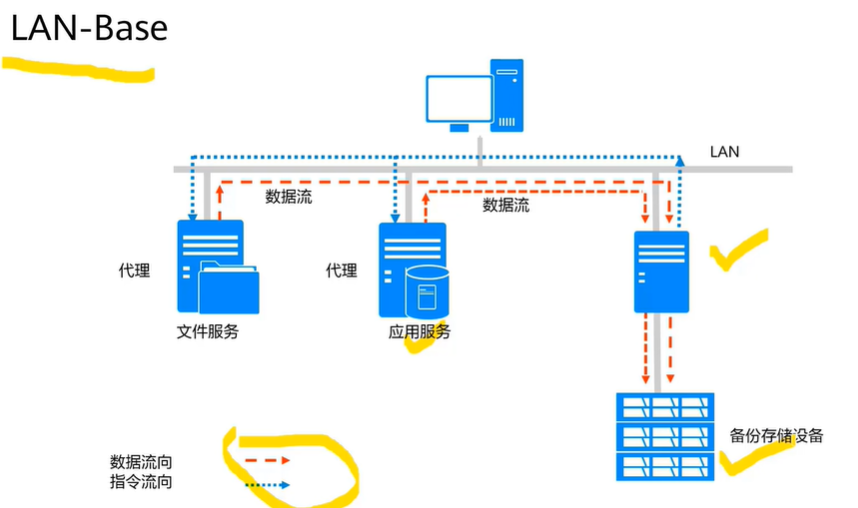 LAN-Base
LAN
数据流
数据流
代理
代理
文件服务
应用服务
备份存储设备
数据流向
指令流向